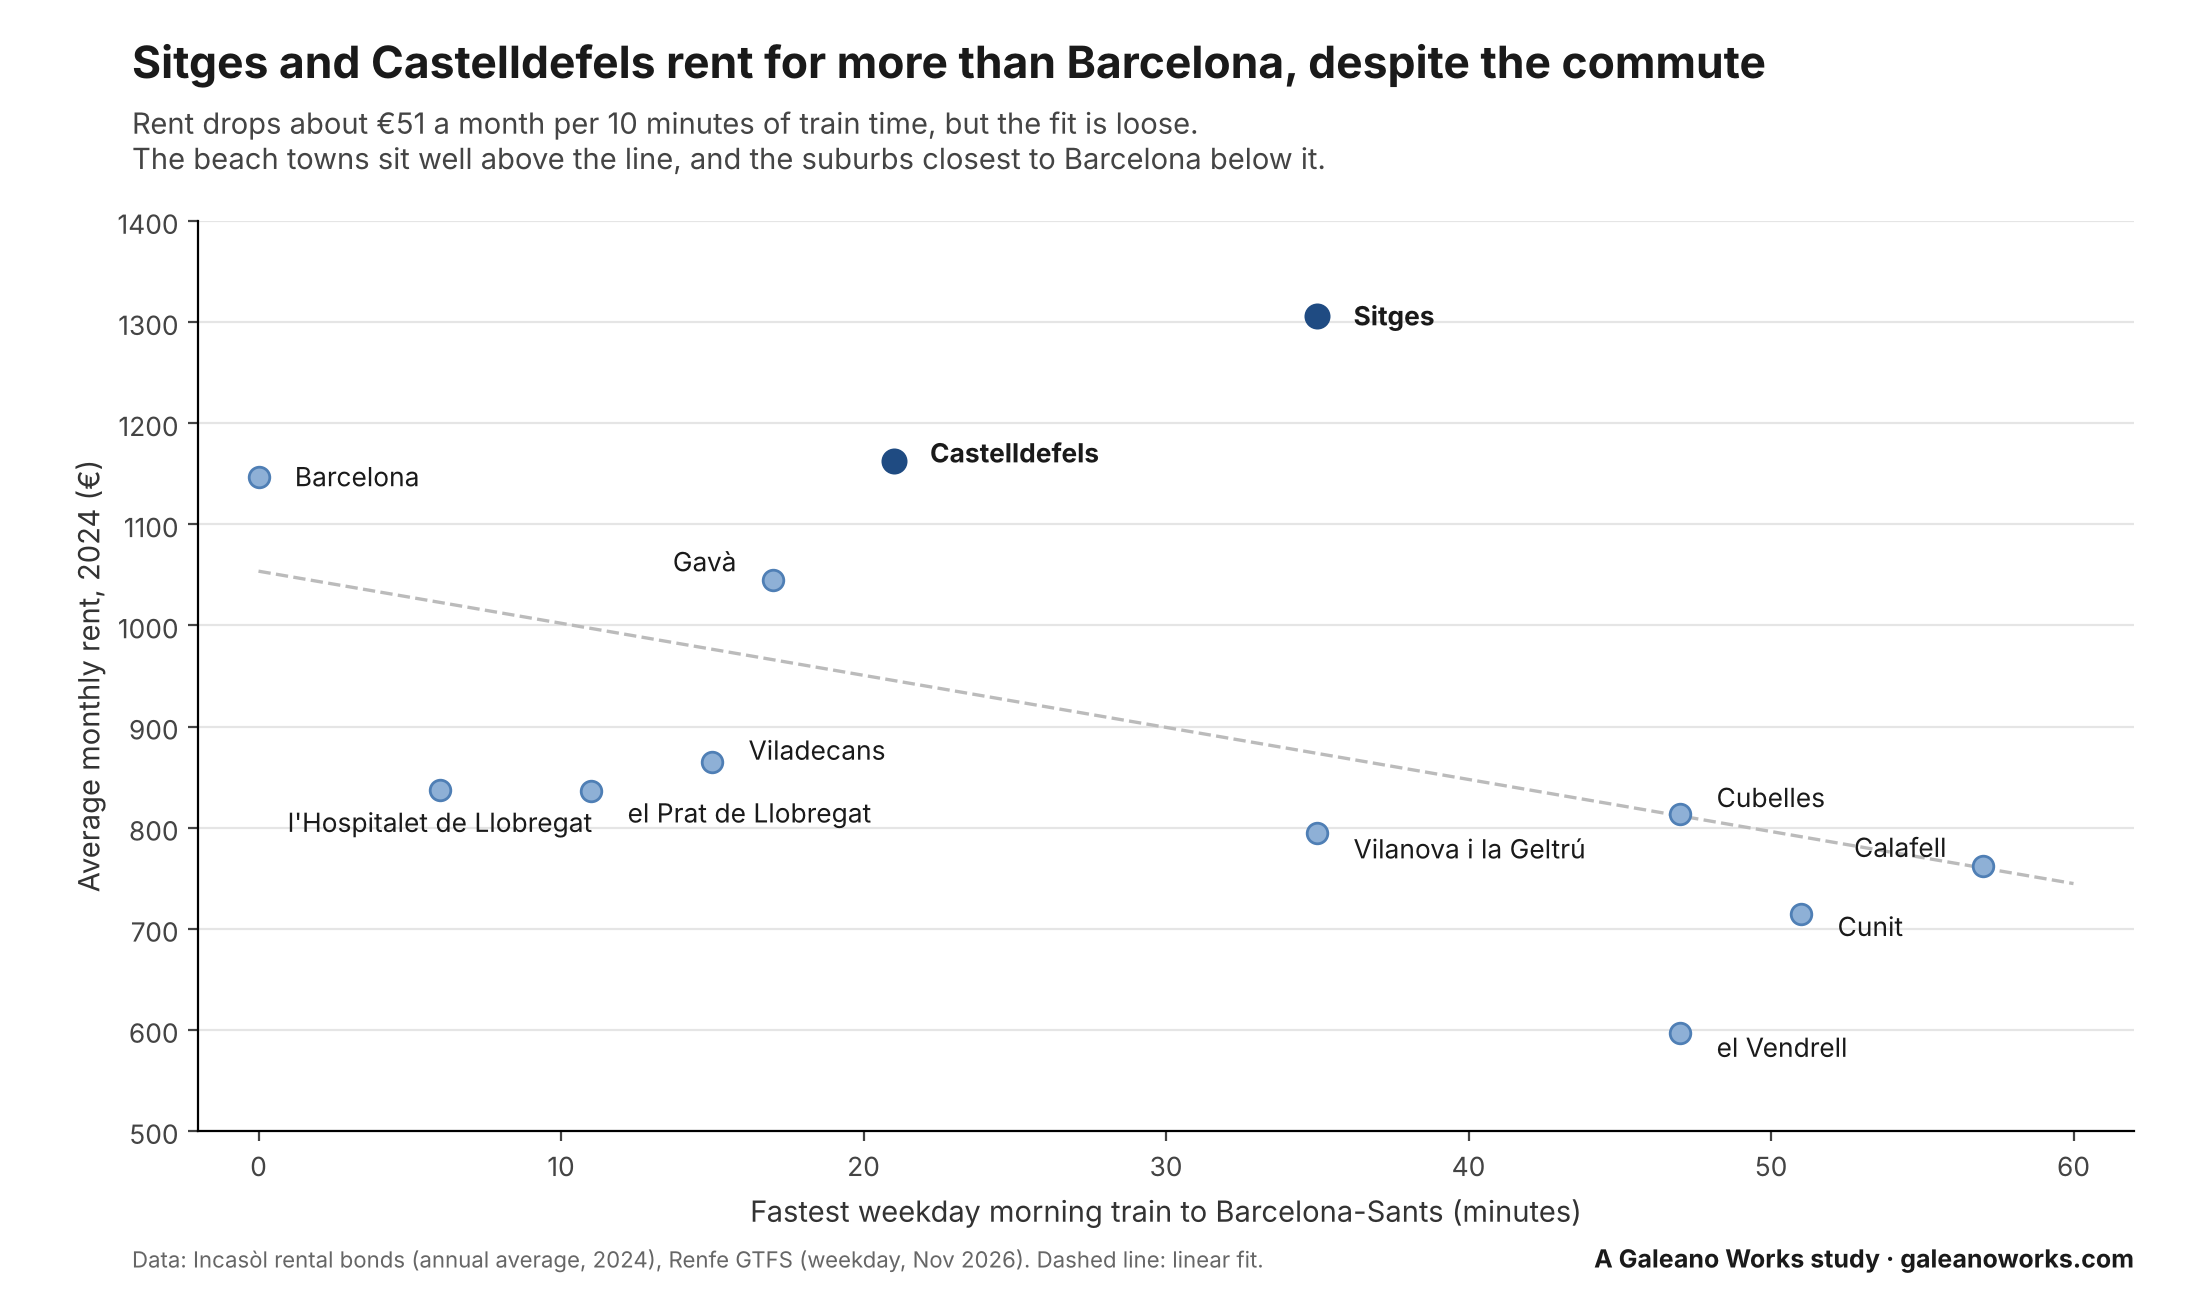 Sitges and Castelldefels rent for more than Barcelona, despite the commute
Rent drops about €51 a month per 10 minutes of train time, but the fit is loose.
The beach towns sit well above the line, and the suburbs closest to Barcelona below it.
Average monthly rent, 2024 (€)
1400
1300
1200
1100
1000
900
800
700
600
500
Sitges
Castelldefels
Barcelona
Gavà
Viladecans
l'Hospitalet de Llobregat
el Prat de Llobregat
Cubelles
Vilanova i la Geltrú
Calafell
Cunit
el Vendrell
0
10
20
30
40
50
60
Fastest weekday morning train to Barcelona-Sants (minutes)
Data: Incasòl rental bonds (annual average, 2024), Renfe GTFS (weekday, Nov 2026). Dashed line: linear fit.
A Galeano Works study · galeanoworks.com